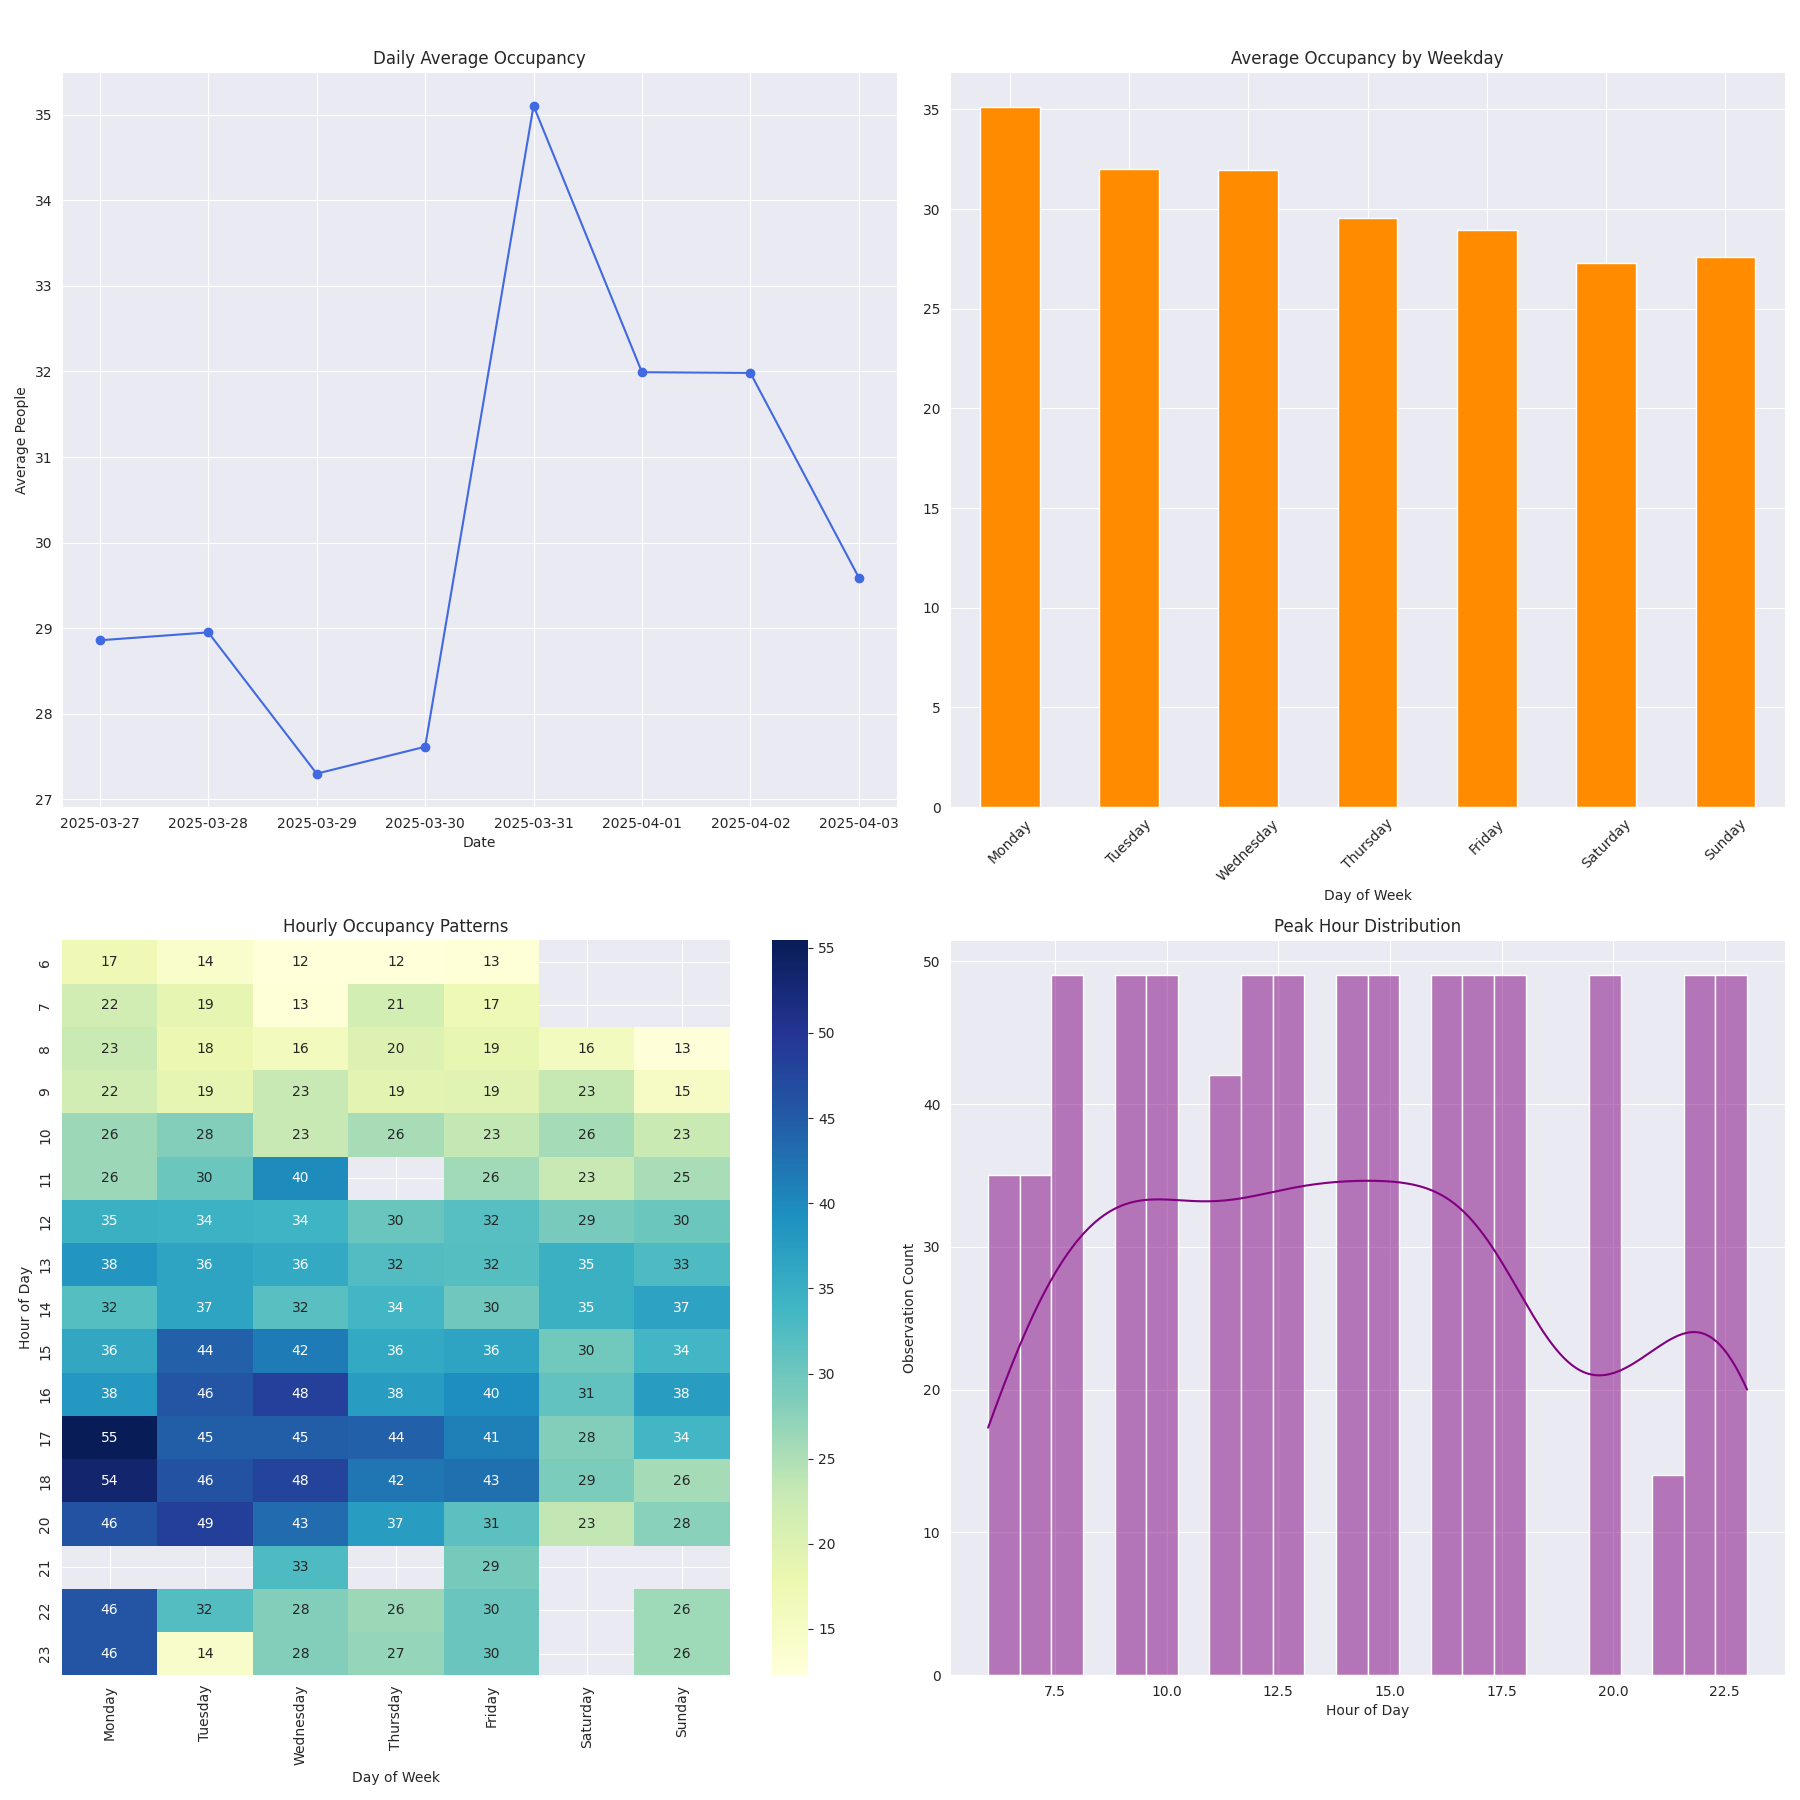 Daily Average Occupancy
35
34
33
32
31
30
29
28
27
Average People
2025-03-27 2025-03-28 2025-03-29 2025-03-30 2025-03-31 2025-04-01 2025-04-02 2025-04-03
Date
Average Occupancy by Weekday
35
30
25
20
15
10
5
0
Monday Tuesday Wednesday Thursday Friday Saturday Sunday
Day of Week
Hourly Occupancy Patterns
Hour of Day
6 17 14 12 12 13
7 22 19 13 21 17
8 23 18 16 20 19 16 13
9 22 19 23 19 19 23 15
10 26 28 23 26 23 26 23
11 26 30 40 26 23 25
12 35 34 34 30 32 29 30
13 38 36 36 32 32 35 33
14 32 37 32 34 30 35 37
15 36 44 42 36 36 30 34
16 38 46 48 38 40 31 38
17 55 45 45 44 41 28 34
18 54 46 48 42 43 29 26
20 46 49 43 37 31 23 28
21 33 29
22 46 32 28 26 30 26
23 46 14 28 27 30 26
Monday Tuesday Wednesday Thursday Friday Saturday Sunday
Day of Week
55
50
45
40
35
30
25
20
15
Peak Hour Distribution
50
40
30
20
10
0
Observation Count
7.5 10.0 12.5 15.0 17.5 20.0 22.5
Hour of Day